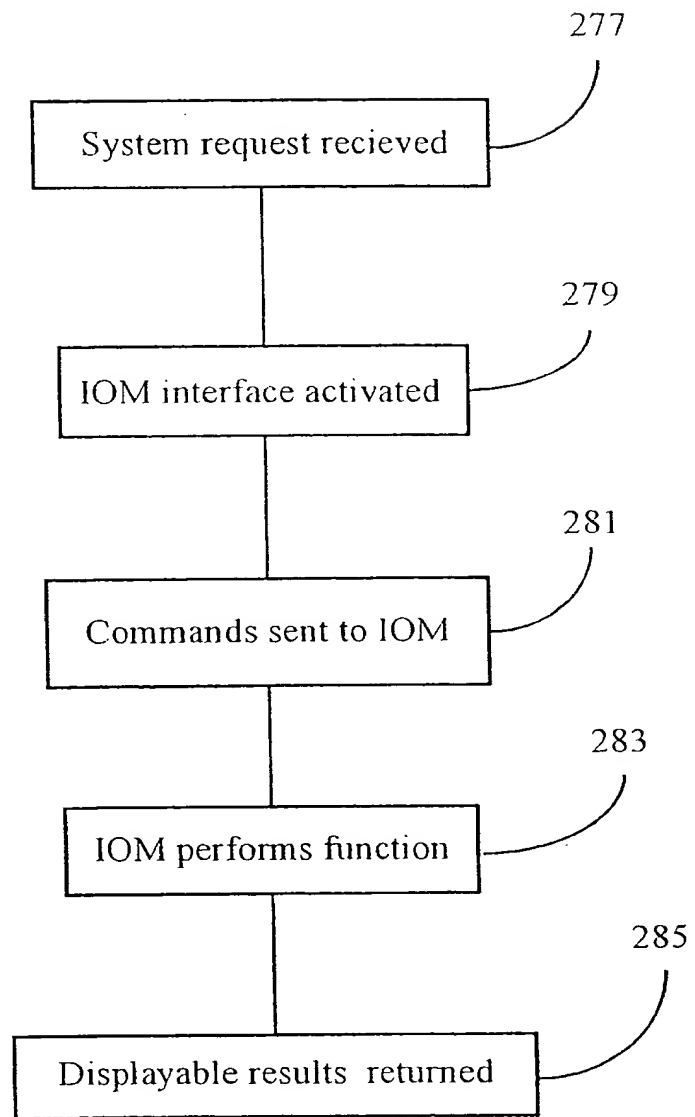 277
System request recieved
279
IOM interface activated
281
Commands sent to IOM
283
IOM performs function
285
Displayable results returned